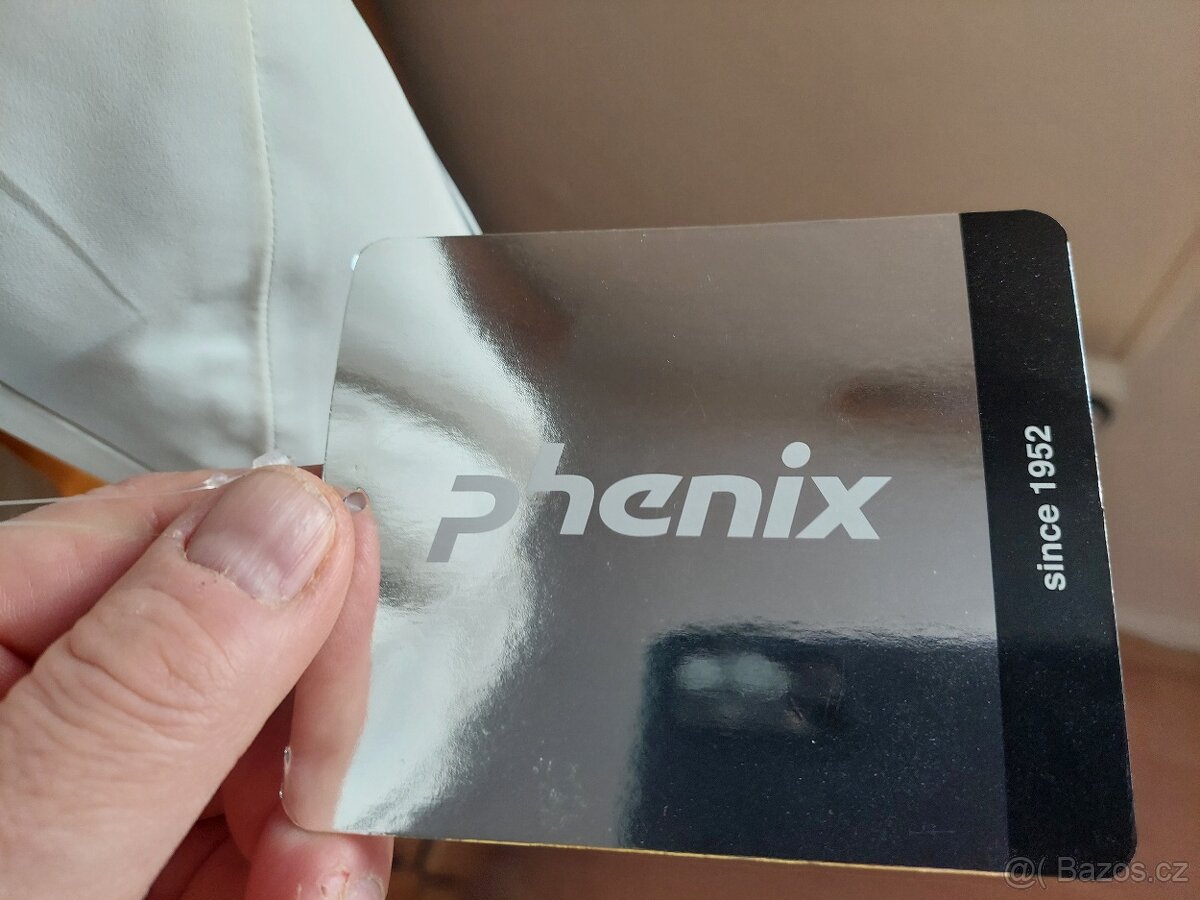 phenix
since 1952
@( Bazos.cz